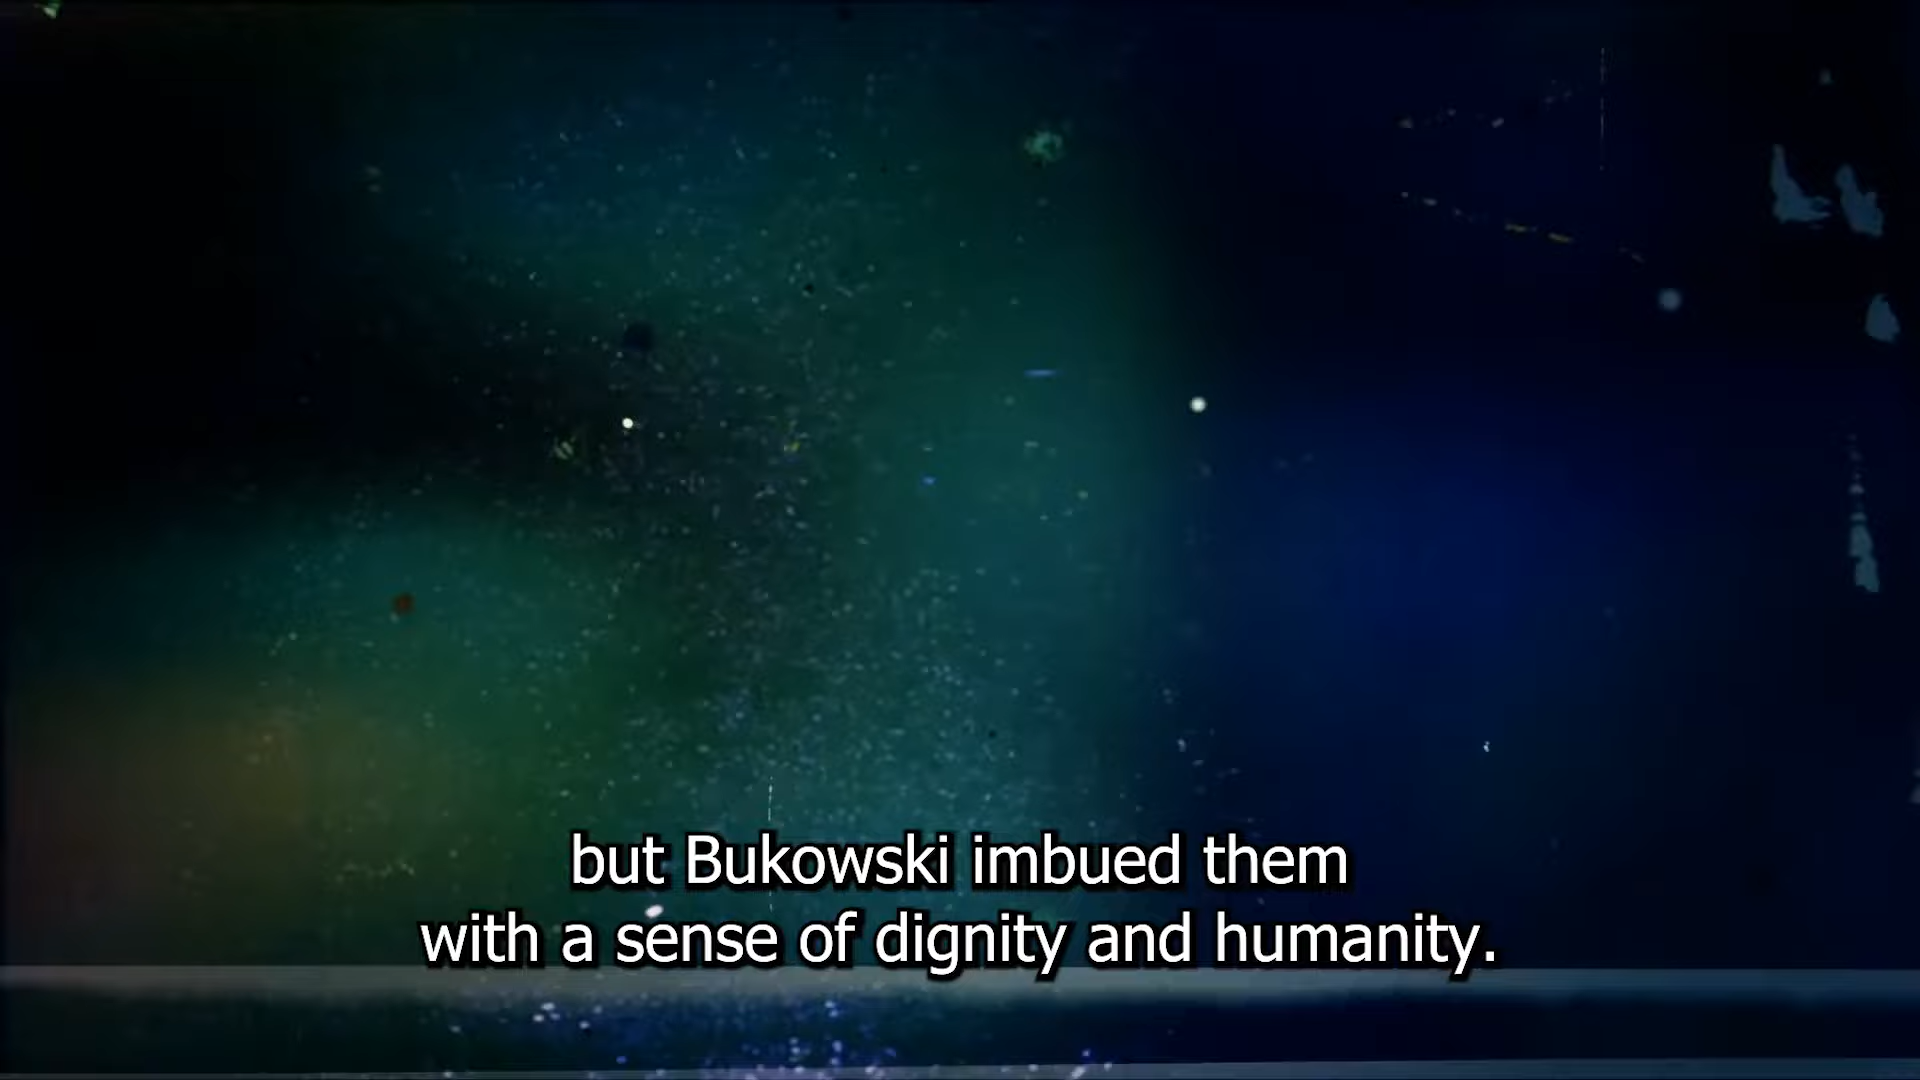 but Bukowski imbued them
with a sense of dignity and humanity.